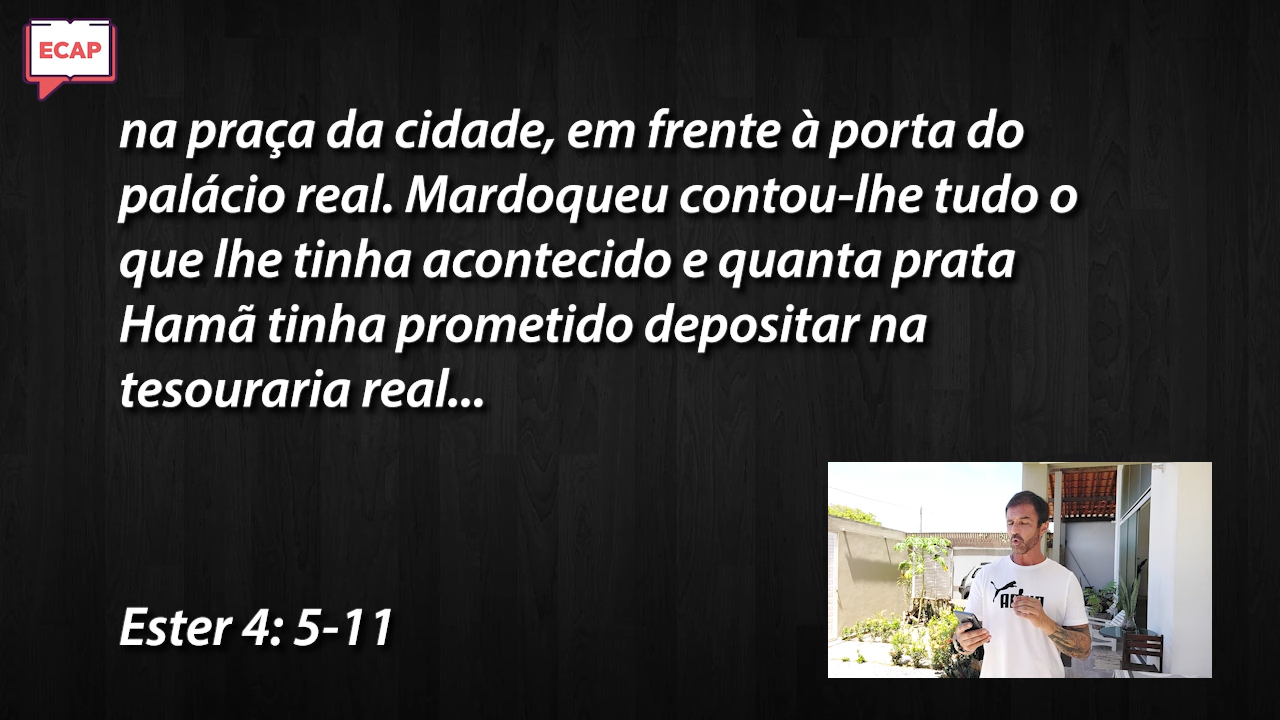 ECAP
na praça da cidade, em frente à porta do
palácio real. Mardoqueu contou-lhe tudo o
que lhe tinha acontecido e quanta prata
Hamã tinha prometido depositar na
tesouraria real...
Ester 4: 5-11